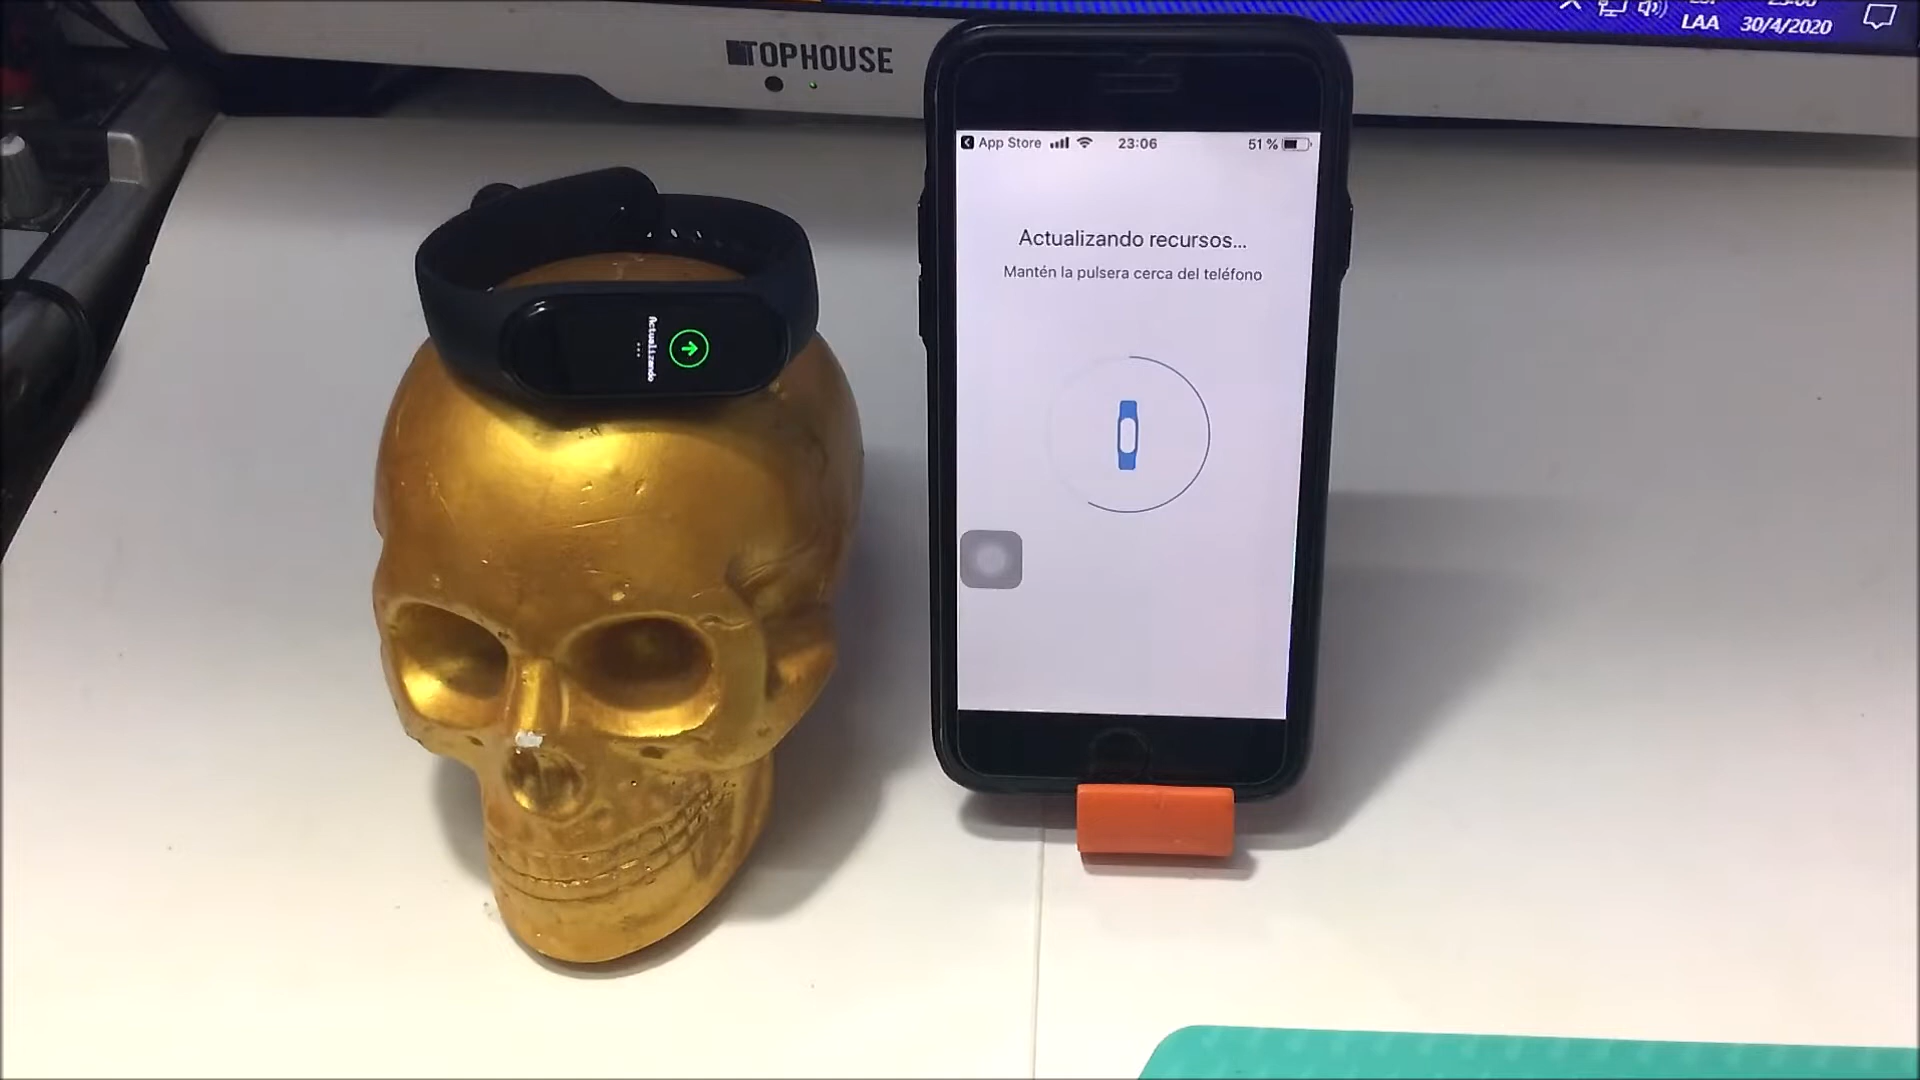 LAA
30/4/2020
TOPHOUSE
App Store
23:06
51 %
Actualizando recursos...
Mantén la pulsera cerca del teléfono
Actualizando
...